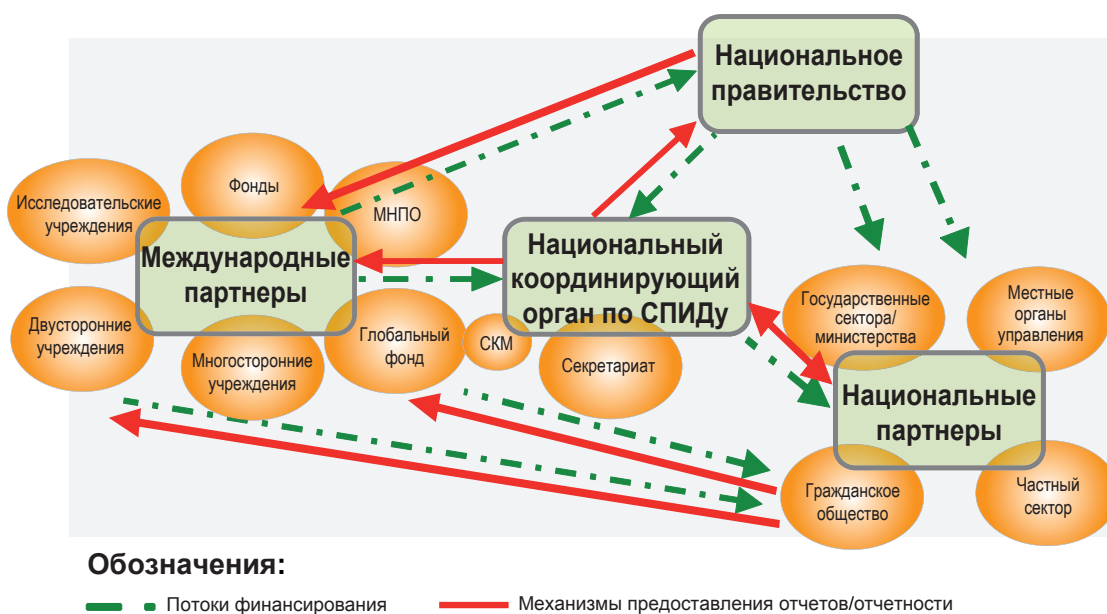 Национальное
правительство
Фонды
Исследовательские
учреждения
МНПО
Международные
партнеры
Национальный
координирующий
орган по СПИДу
Государственные
сектора/
министерства
Местные
органы
управления
Двусторонние
учреждения
Многосторонние
учреждения
Глобальный
фонд
СКМ
Секретариат
Национальные
партнеры
Гражданское
общество
Частный
сектор
Обозначения:
Потоки финансирования
Механизмы предоставления отчетов/отчетности